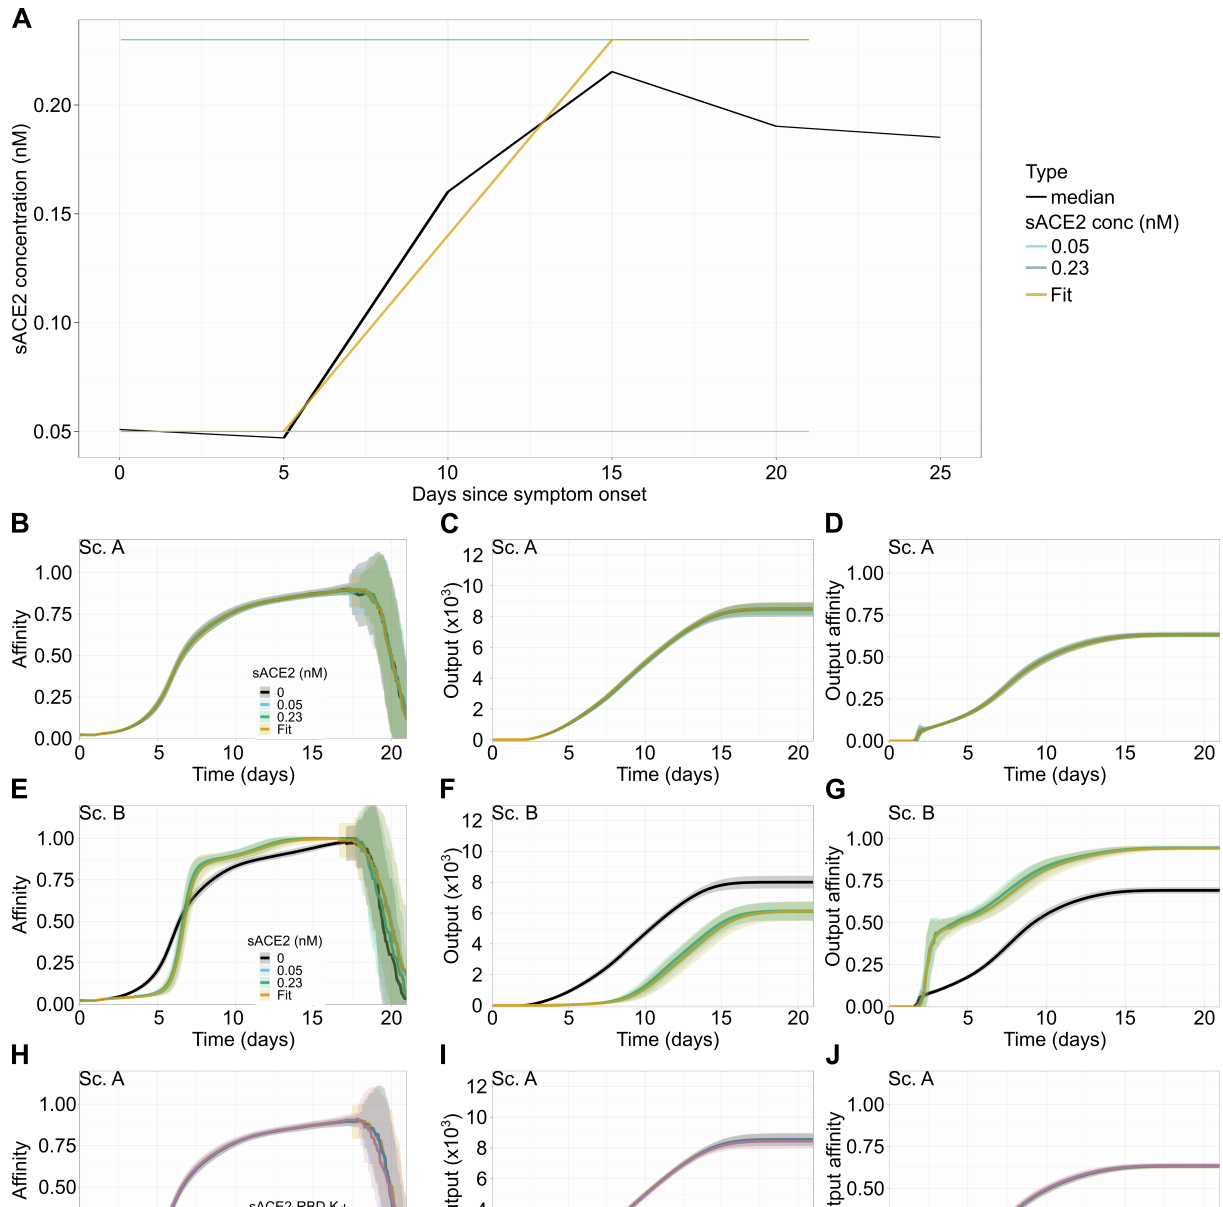 A
sACE2 concentration (nM)
0.20
0.15
0.10
0.05
0 5 10 15 20 25
Days since symptom onset
Type
median
sACE2 conc (nM)
0.05
0.23
Fit
B
Sc. A
Affinity
1.00
0.75
0.50
0.25
0.00
sACE2 (nM)
0
0.05
0.23
Fit
5 10 15 20
Time (days)
C
Sc. A
Output (x10³)
12
10
8
6
4
2
0
0 5 10 15 20
Time (days)
D
Sc. A
Output affinity
1.00
0.75
0.50
0.25
0.00
0 5 10 15 20
Time (days)
E
Sc. B
Affinity
1.00
0.75
0.50
0.25
0.00
sACE2 (nM)
0
0.05
0.23
Fit
0 5 10 15 20
Time (days)
F
Sc. B
Output (x10³)
12
10
8
6
4
2
0
0 5 10 15 20
Time (days)
G
Sc. B
Output affinity
1.00
0.75
0.50
0.25
0.00
0 5 10 15 20
Time (days)
H
Sc. A
Affinity
1.00
0.75
0.50
I
Sc. A
(x10³)
12
10
8
6
J
Sc. A
affinity
1.00
0.75
0.50